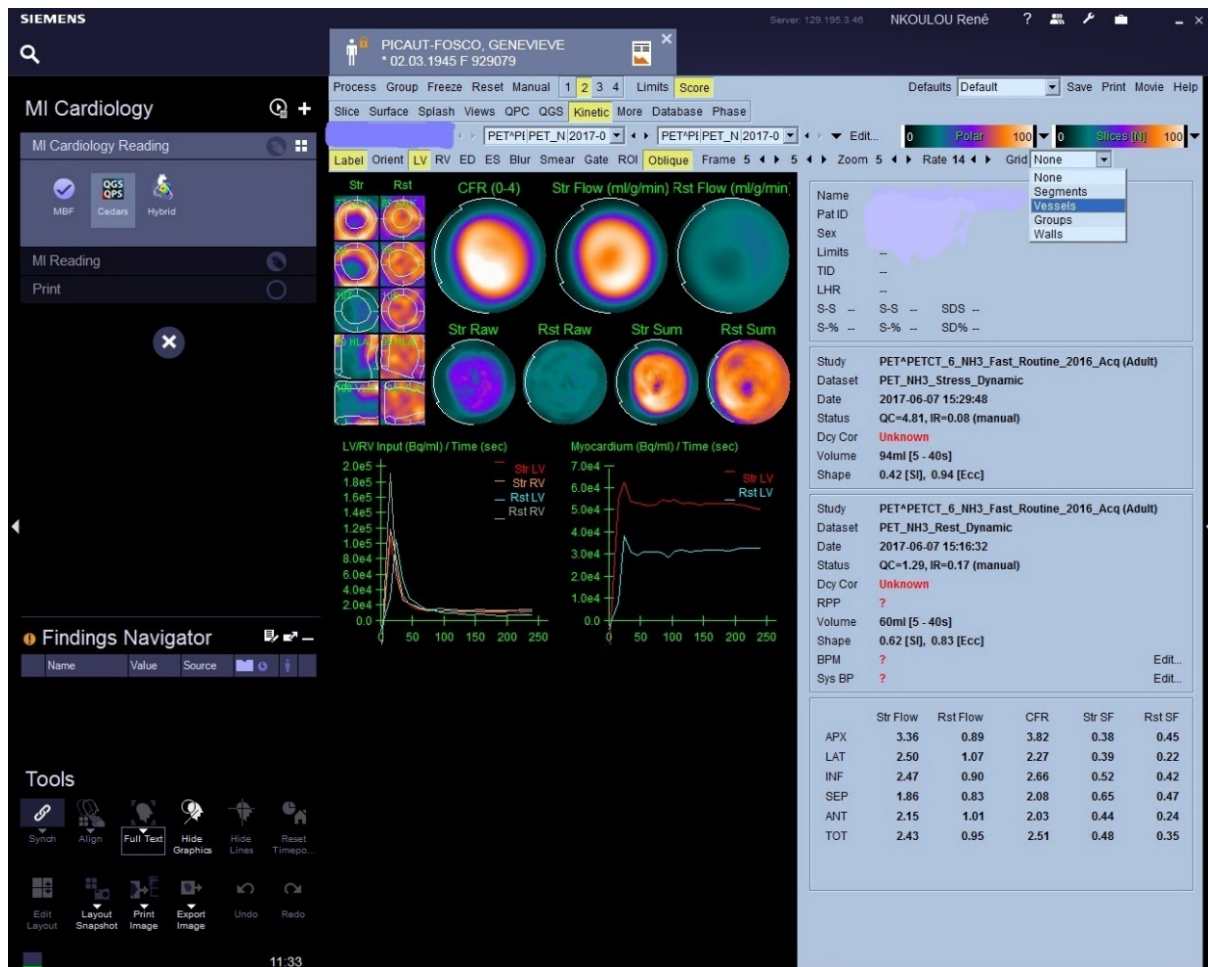 SIEMENS
Server: 129.195.3.46 NKOULOU René ?
PICAUT-FOSCO, GENEVIEVE
* 02.03.1945 F 929079
Process Group Freeze Reset Manual 1 2 3 4 Limits Score Defaults Default Save Print Movie Help
MI Cardiology
Slice Surface Splash Views QPC QGS Kinetic More Database Phase
MI Cardiology Reading
PET^PE PET_N 2017-0 PET^PE PET_N 2017-0 Edit... 0 Polar 100 0 Slices [N] 100
Label Orient LV RV ED ES Blur Smear Gate ROI Oblique Frame 5 5 Zoom 5 Rate 14 Grid None
None
Segments
Vessels
Groups
Walls
QGS
QPS
MBF Cedars Hybrid
MI Reading
Print
Str Rst CFR (0-4) Str Flow (ml/g/min) Rst Flow (ml/g/min)
Str Raw Rst Raw Str Sum Rst Sum
LV/RV Input (Bq/ml) / Time (sec)
2.0e5
1.8e5
1.6e5
1.4e5
1.2e5
1.0e5
8.0e4
6.0e4
4.0e4
2.0e4
0.0
0 50 100 150 200 250
Str LV
Str RV
Rst LV
Rst RV
Myocardium (Bq/ml) / Time (sec)
7.0e4
6.0e4
5.0e4
4.0e4
3.0e4
2.0e4
1.0e4
0.0
0 50 100 150 200 250
Str LV
Rst LV
Name
Pat ID
Sex
Limits --
TID --
LHR --
S-S -- S-S -- SDS --
S-% -- S-% -- SD% --
Study PET^PETCT_6_NH3_Fast_Routine_2016_Acq (Adult)
Dataset PET_NH3_Stress_Dynamic
Date 2017-06-07 15:29:48
Status QC=4.81, IR=0.08 (manual)
Dcy Cor Unknown
Volume 94ml [5 - 40s]
Shape 0.42 [SI], 0.94 [Ecc]
Study PET^PETCT_6_NH3_Fast_Routine_2016_Acq (Adult)
Dataset PET_NH3_Rest_Dynamic
Date 2017-06-07 15:16:32
Status QC=1.29, IR=0.17 (manual)
Dcy Cor Unknown
RPP ?
Volume 60ml [5 - 40s]
Shape 0.62 [SI], 0.83 [Ecc]
BPM ? Edit...
Sys BP ? Edit...
Str Flow Rst Flow CFR Str SF Rst SF
APX 3.36 0.89 3.82 0.38 0.45
LAT 2.50 1.07 2.27 0.39 0.22
INF 2.47 0.90 2.66 0.52 0.42
SEP 1.86 0.83 2.08 0.65 0.47
ANT 2.15 1.01 2.03 0.44 0.24
TOT 2.43 0.95 2.51 0.48 0.35
Findings Navigator
Name Value Source
Tools
Synch Align Full Text Hide Graphics Hide Lines Reset Timepo...
Edit Layout Layout Snapshot Print Image Export Image Undo Redo
11:33